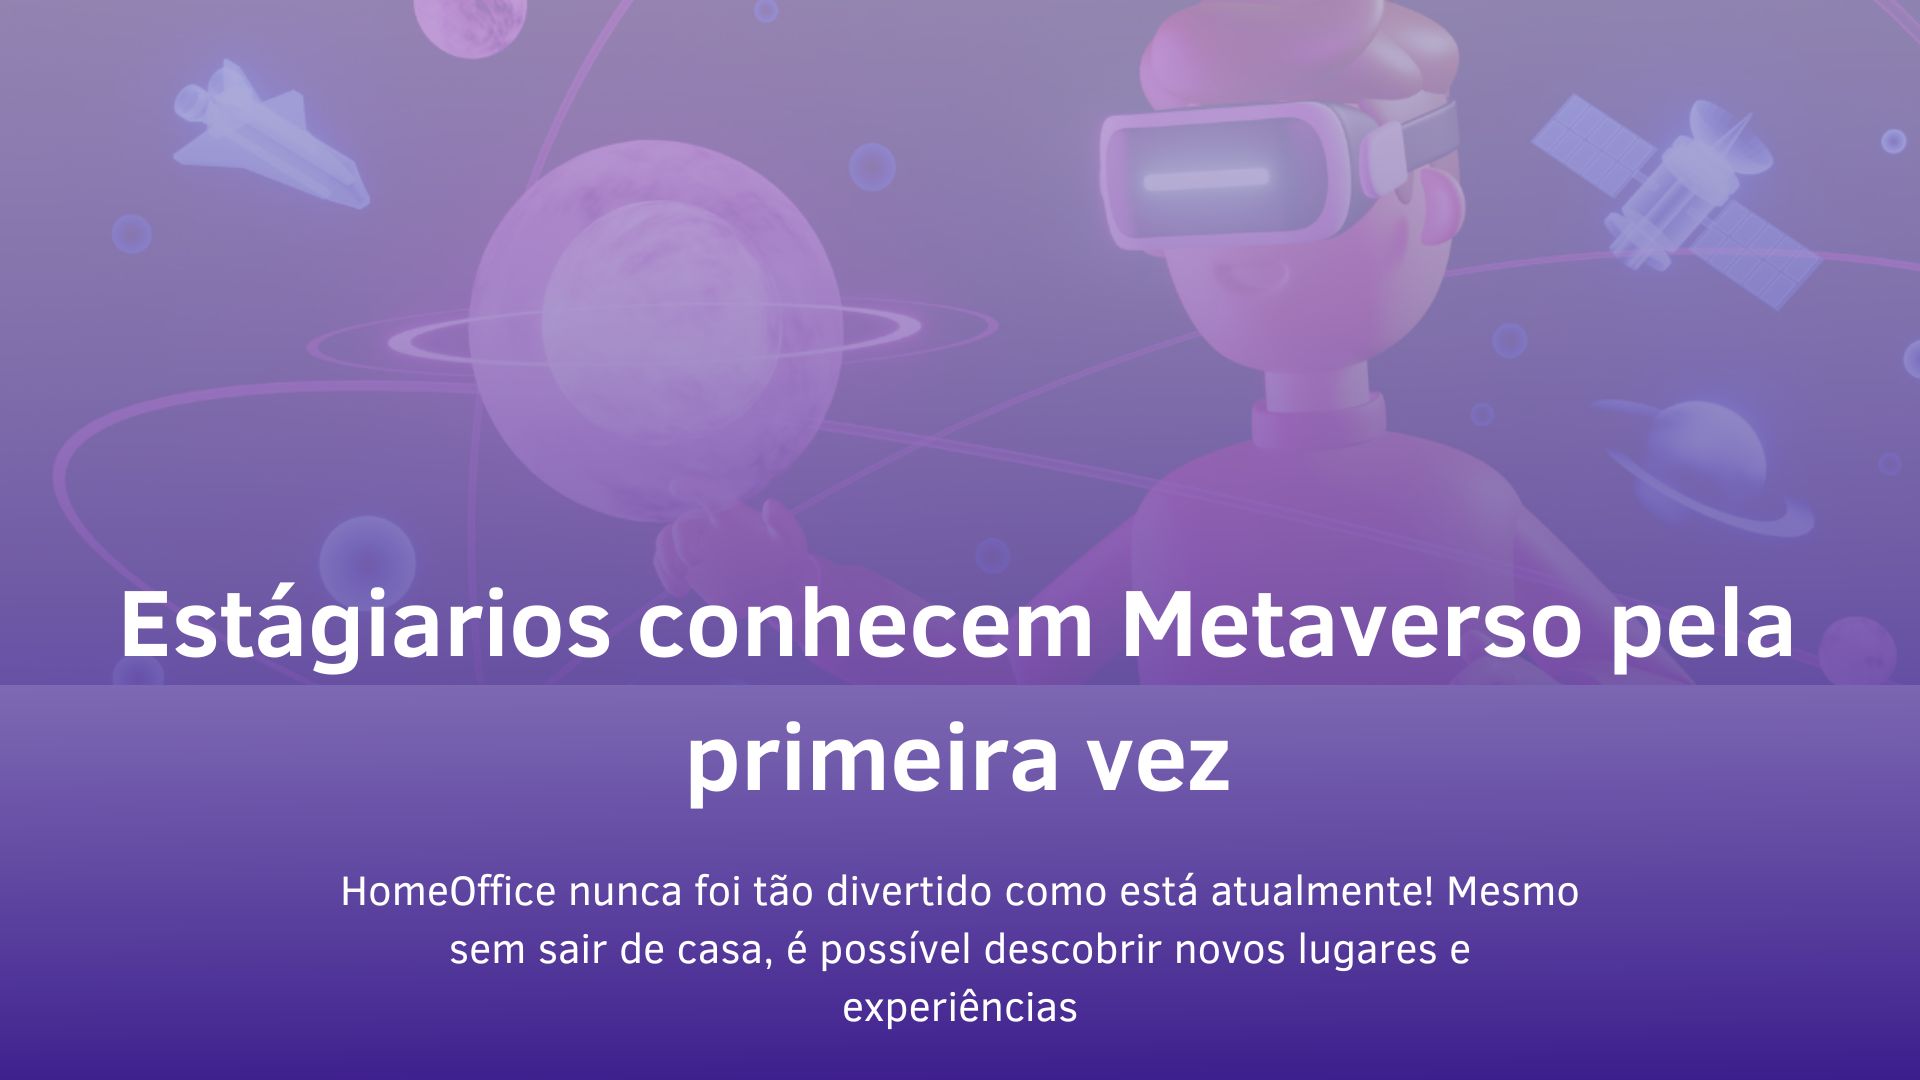 Estágiarios conhecem Metaverso pela
primeira vez
HomeOffice nunca foi tão divertido como está atualmente! Mesmo
sem sair de casa, é possível descobrir novos lugares e
experiências